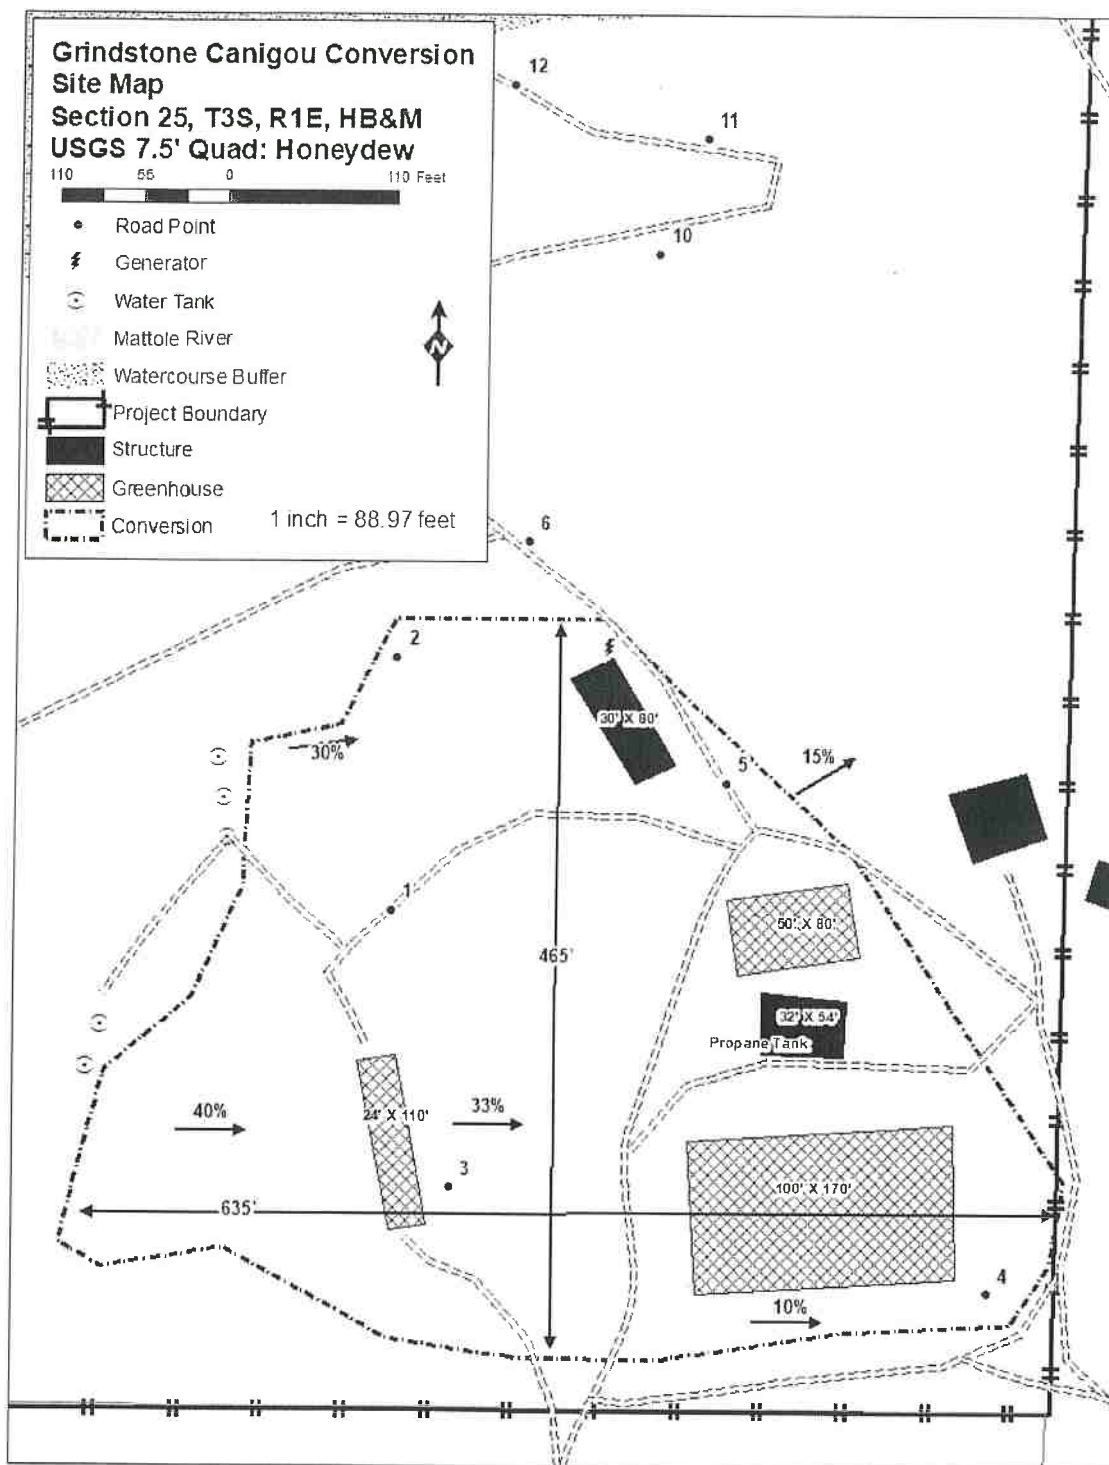 Grindstone Canigou Conversion
Site Map
Section 25, T3S, R1E, HB&M
USGS 7.5' Quad: Honeydew
110 55 0 110 Feet
Road Point
Generator
Water Tank
Mattole River
Watercourse Buffer
Project Boundary
Structure
Greenhouse
Conversion
1 inch = 88.97 feet
N
12
11
10
6
2
30' X 80'
30%
15%
5
1
50' X 80'
465'
32' X 54'
Propane Tank
40%
24' X 110'
33%
3
100' X 170'
635'
4
10%